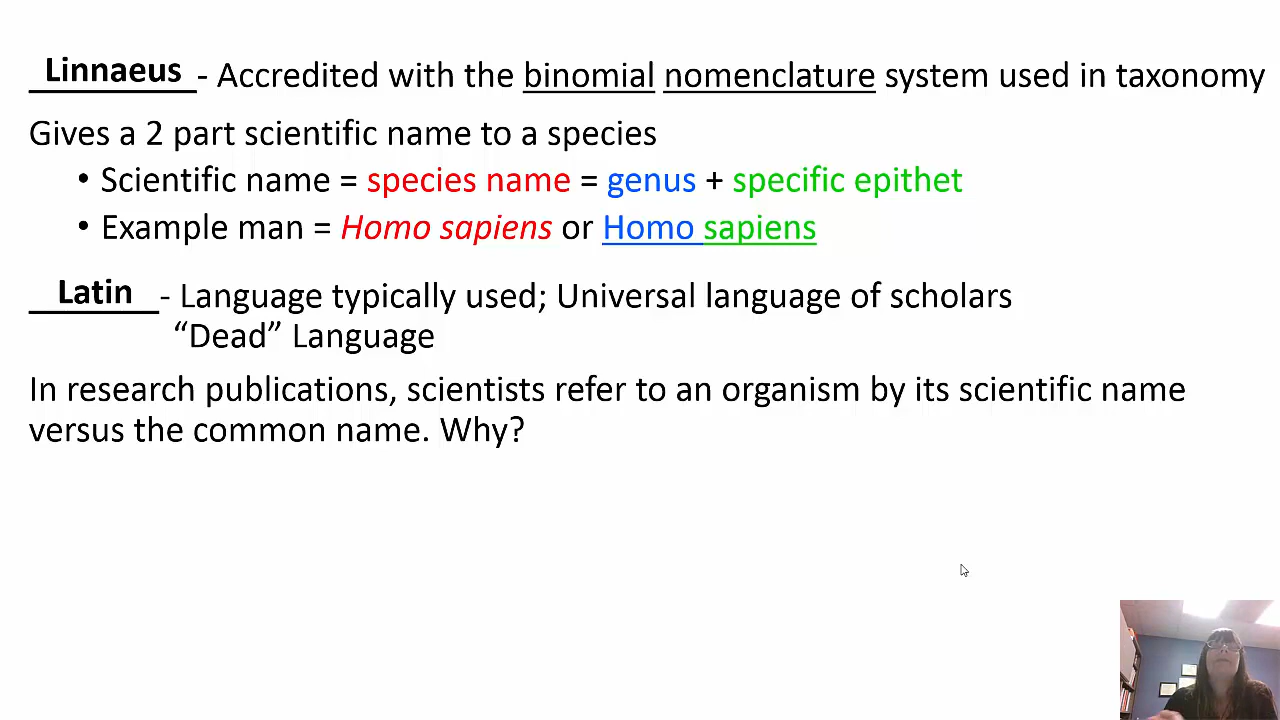 Linnaeus - Accredited with the binomial nomenclature system used in taxonomy
Gives a 2 part scientific name to a species
• Scientific name = species name = genus + specific epithet
• Example man = Homo sapiens or Homo sapiens
Latin - Language typically used; Universal language of scholars
“Dead” Language
In research publications, scientists refer to an organism by its scientific name
versus the common name. Why?